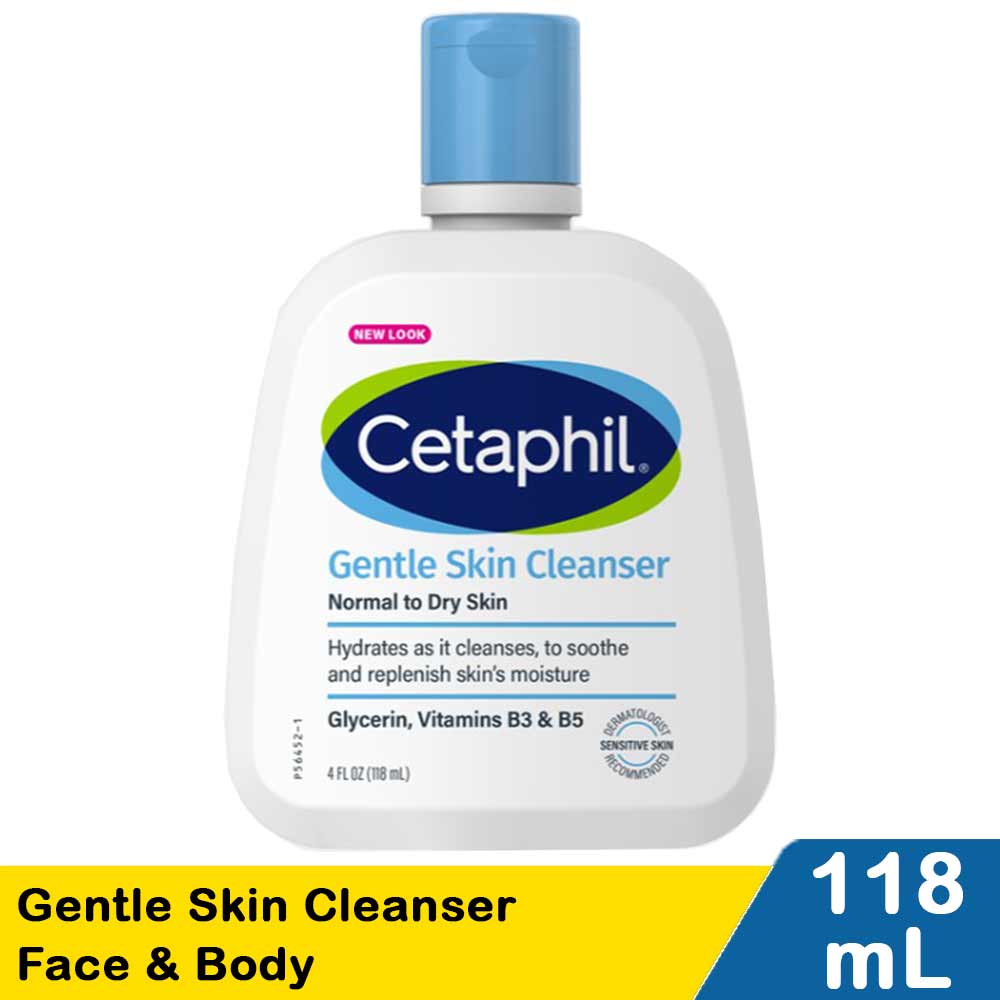 NEW LOOK
Cetaphil®
Gentle Skin Cleanser
Normal to Dry Skin
Hydrates as it cleanses, to soothe
and replenish skin's moisture
Glycerin, Vitamins B3 & B5
DERMATOLOGIST
SENSITIVE SKIN
RECOMMENDED
P56452-1
4 FL OZ (118 mL)
Gentle Skin Cleanser
Face & Body
118
mL